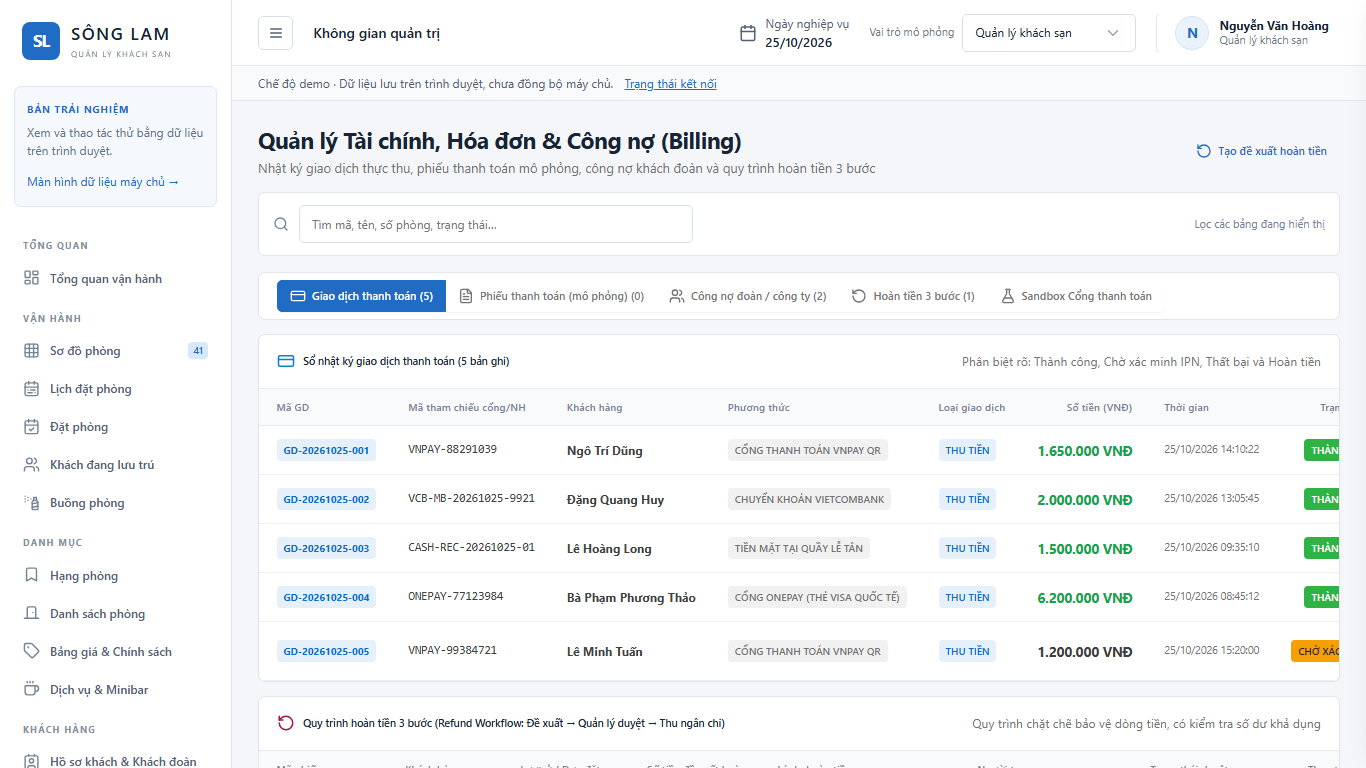 SL
SÔNG LAM
QUẢN LÝ KHÁCH SẠN
Không gian quản trị
Ngày nghiệp vụ
25/10/2026
Vai trò mô phỏng
Quản lý khách sạn
N
Nguyễn Văn Hoàng
Quản lý khách sạn
Chế độ demo · Dữ liệu lưu trên trình duyệt, chưa đồng bộ máy chủ. Trạng thái kết nối
BẢN TRẢI NGHIỆM
Xem và thao tác thử bằng dữ liệu
trên trình duyệt.
Màn hình dữ liệu máy chủ →
TỔNG QUAN
Tổng quan vận hành
VẬN HÀNH
Sơ đồ phòng 41
Lịch đặt phòng
Đặt phòng
Khách đang lưu trú
Buồng phòng
DANH MỤC
Hạng phòng
Danh sách phòng
Bảng giá & Chính sách
Dịch vụ & Minibar
KHÁCH HÀNG
Hồ sơ khách & Khách đoàn
Quản lý Tài chính, Hóa đơn & Công nợ (Billing)
Nhật ký giao dịch thực thu, phiếu thanh toán mô phỏng, công nợ khách đoàn và quy trình hoàn tiền 3 bước
Tạo đề xuất hoàn tiền
Tìm mã, tên, số phòng, trạng thái...
Lọc các bảng đang hiển thị
Giao dịch thanh toán (5)
Phiếu thanh toán (mô phỏng) (0)
Công nợ đoàn / công ty (2)
Hoàn tiền 3 bước (1)
Sandbox Cổng thanh toán
Sổ nhật ký giao dịch thanh toán (5 bản ghi)
Phân biệt rõ: Thành công, Chờ xác minh IPN, Thất bại và Hoàn tiền
Mã GD Mã tham chiếu cổng/NH Khách hàng Phương thức Loại giao dịch Số tiền (VNĐ) Thời gian Trạn
GD-20261025-001 VNPAY-88291039 Ngô Trí Dũng CỔNG THANH TOÁN VNPAY QR THU TIỀN 1.650.000 VNĐ 25/10/2026 14:10:22 THÀN
GD-20261025-002 VCB-MB-20261025-9921 Đặng Quang Huy CHUYỂN KHOẢN VIETCOMBANK THU TIỀN 2.000.000 VNĐ 25/10/2026 13:05:45 THÀN
GD-20261025-003 CASH-REC-20261025-01 Lê Hoàng Long TIỀN MẶT TẠI QUẦY LỄ TÂN THU TIỀN 1.500.000 VNĐ 25/10/2026 09:35:10 THÀN
GD-20261025-004 ONEPAY-77123984 Bà Phạm Phương Thảo CỔNG ONEPAY (THẺ VISA QUỐC TẾ) THU TIỀN 6.200.000 VNĐ 25/10/2026 08:45:12 THÀN
GD-20261025-005 VNPAY-99384721 Lê Minh Tuấn CỔNG THANH TOÁN VNPAY QR THU TIỀN 1.200.000 VNĐ 25/10/2026 15:20:00 CHỜ XÁC
Quy trình hoàn tiền 3 bước (Refund Workflow: Đề xuất → Quản lý duyệt → Thu ngân chi)
Quy trình chặt chẽ bảo vệ dòng tiền, có kiểm tra số dư khả dụng